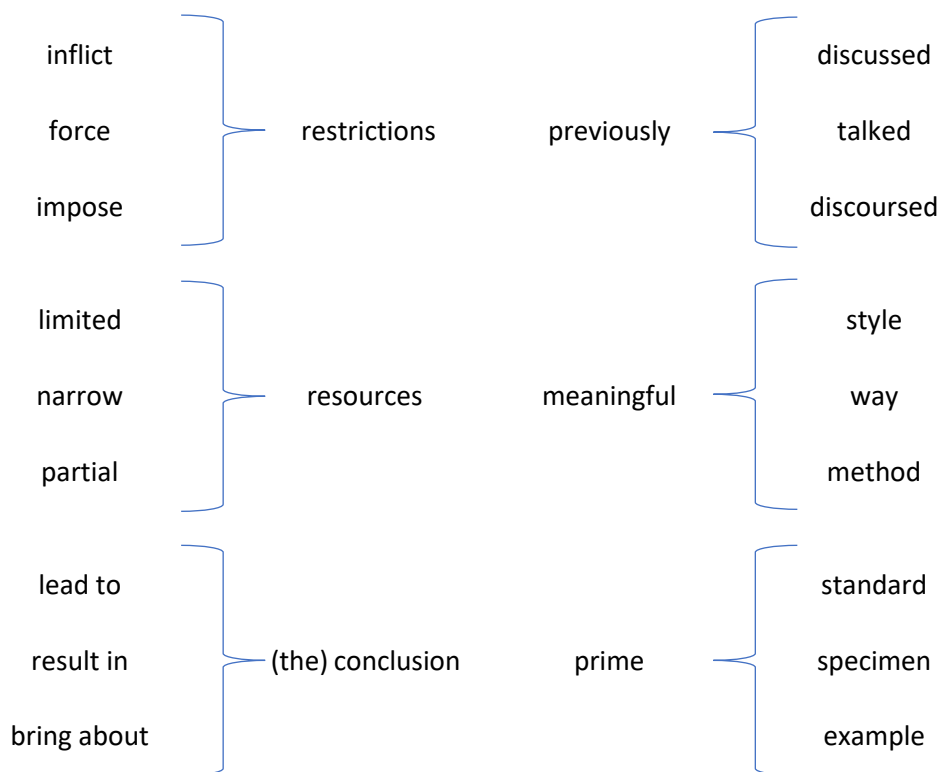 inflict discussed
force restrictions previously talked
impose discoursed
limited style
narrow resources meaningful way
partial method
lead to standard
result in (the) conclusion prime specimen
bring about example